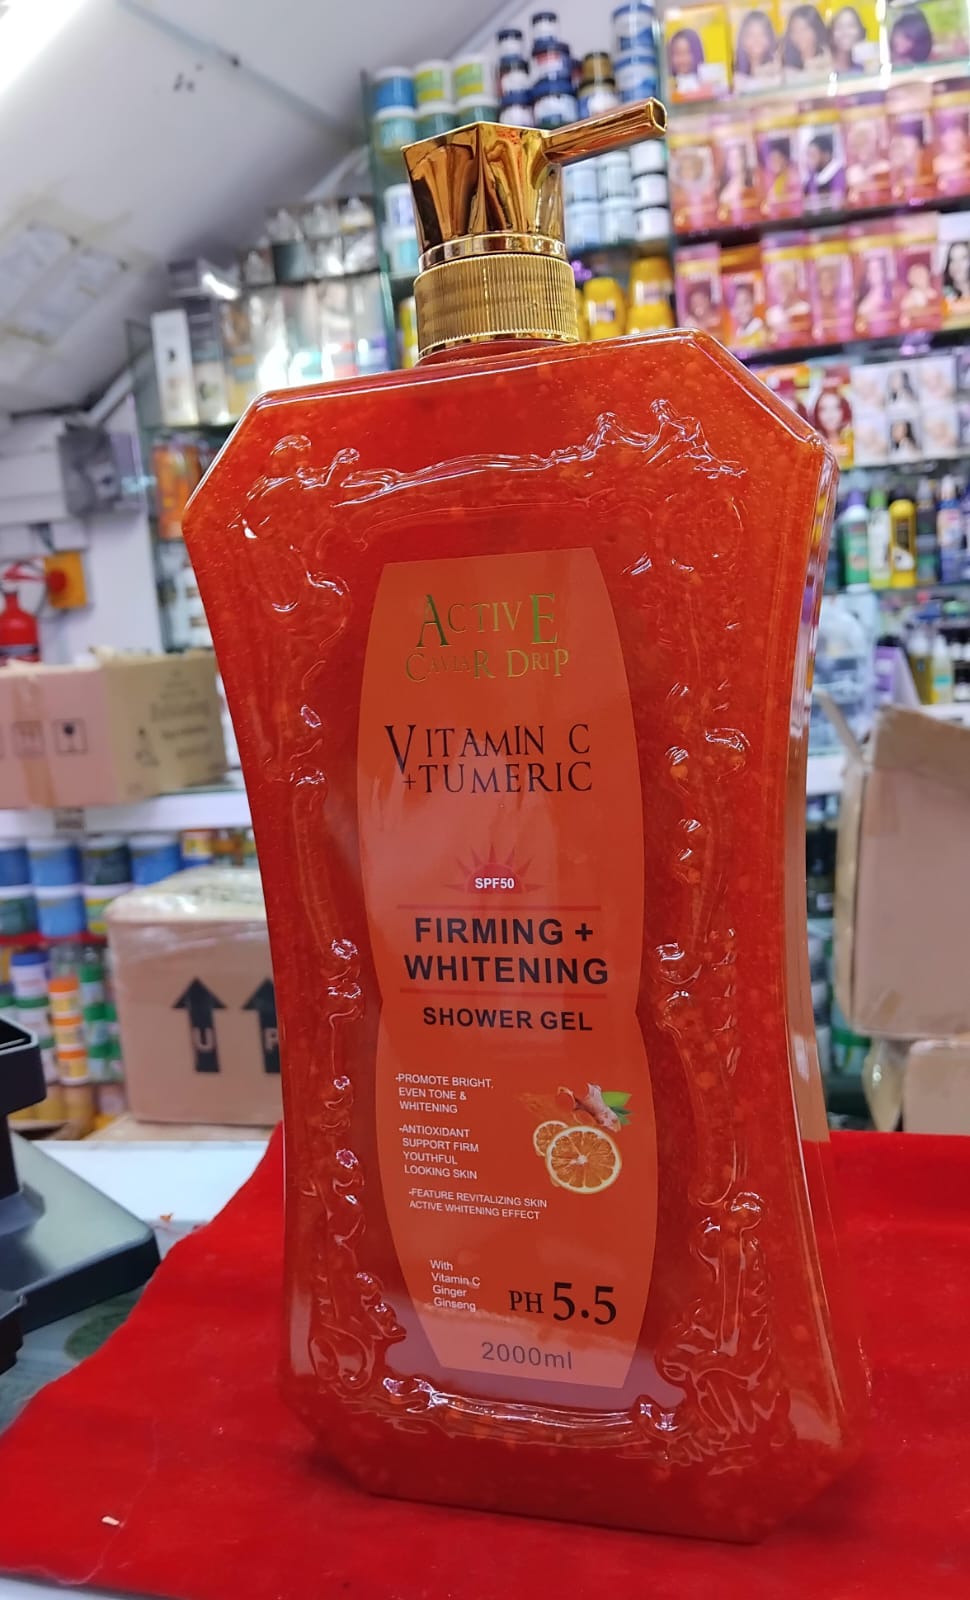 ACTIVE
CAVIAR DRIP
VITAMIN C
+TUMERIC
SPF50
FIRMING +
WHITENING
SHOWER GEL
-PROMOTE BRIGHT,
EVEN TONE &
WHITENING
-ANTIOXIDANT
SUPPORT FIRM
YOUTHFUL
LOOKING SKIN
-FEATURE REVITALIZING SKIN
ACTIVE WHITENING EFFECT
With
Vitamin C
Ginger
Ginseng
PH 5.5
2000ml